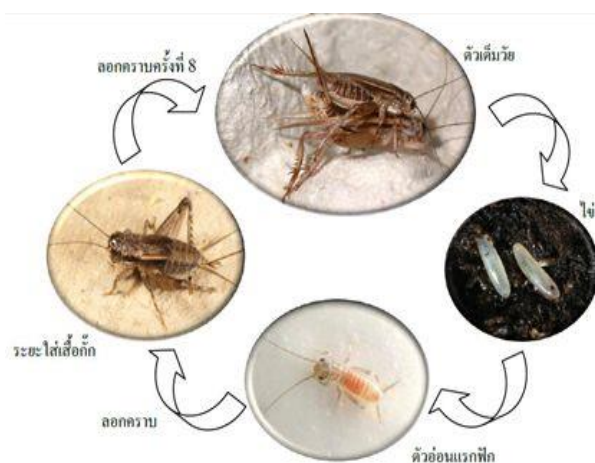 ลอกคราบครั้งที่ 8
ตัวเต็มวัย
ไข่
ระยะใส่เสื้อกั๊ก
ลอกคราบ
ตัวอ่อนแรกฟัก